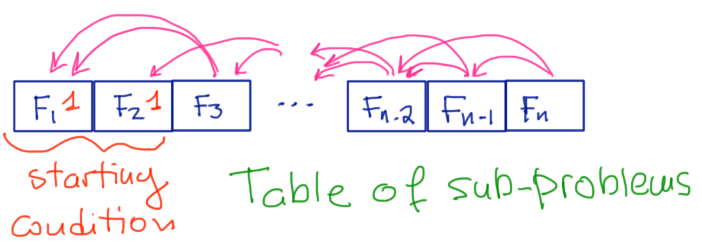 F₁ 1 F₂ 1 F₃ ... Fₙ₋₂ Fₙ₋₁ Fₙ
starting
condition
Table of sub-problems